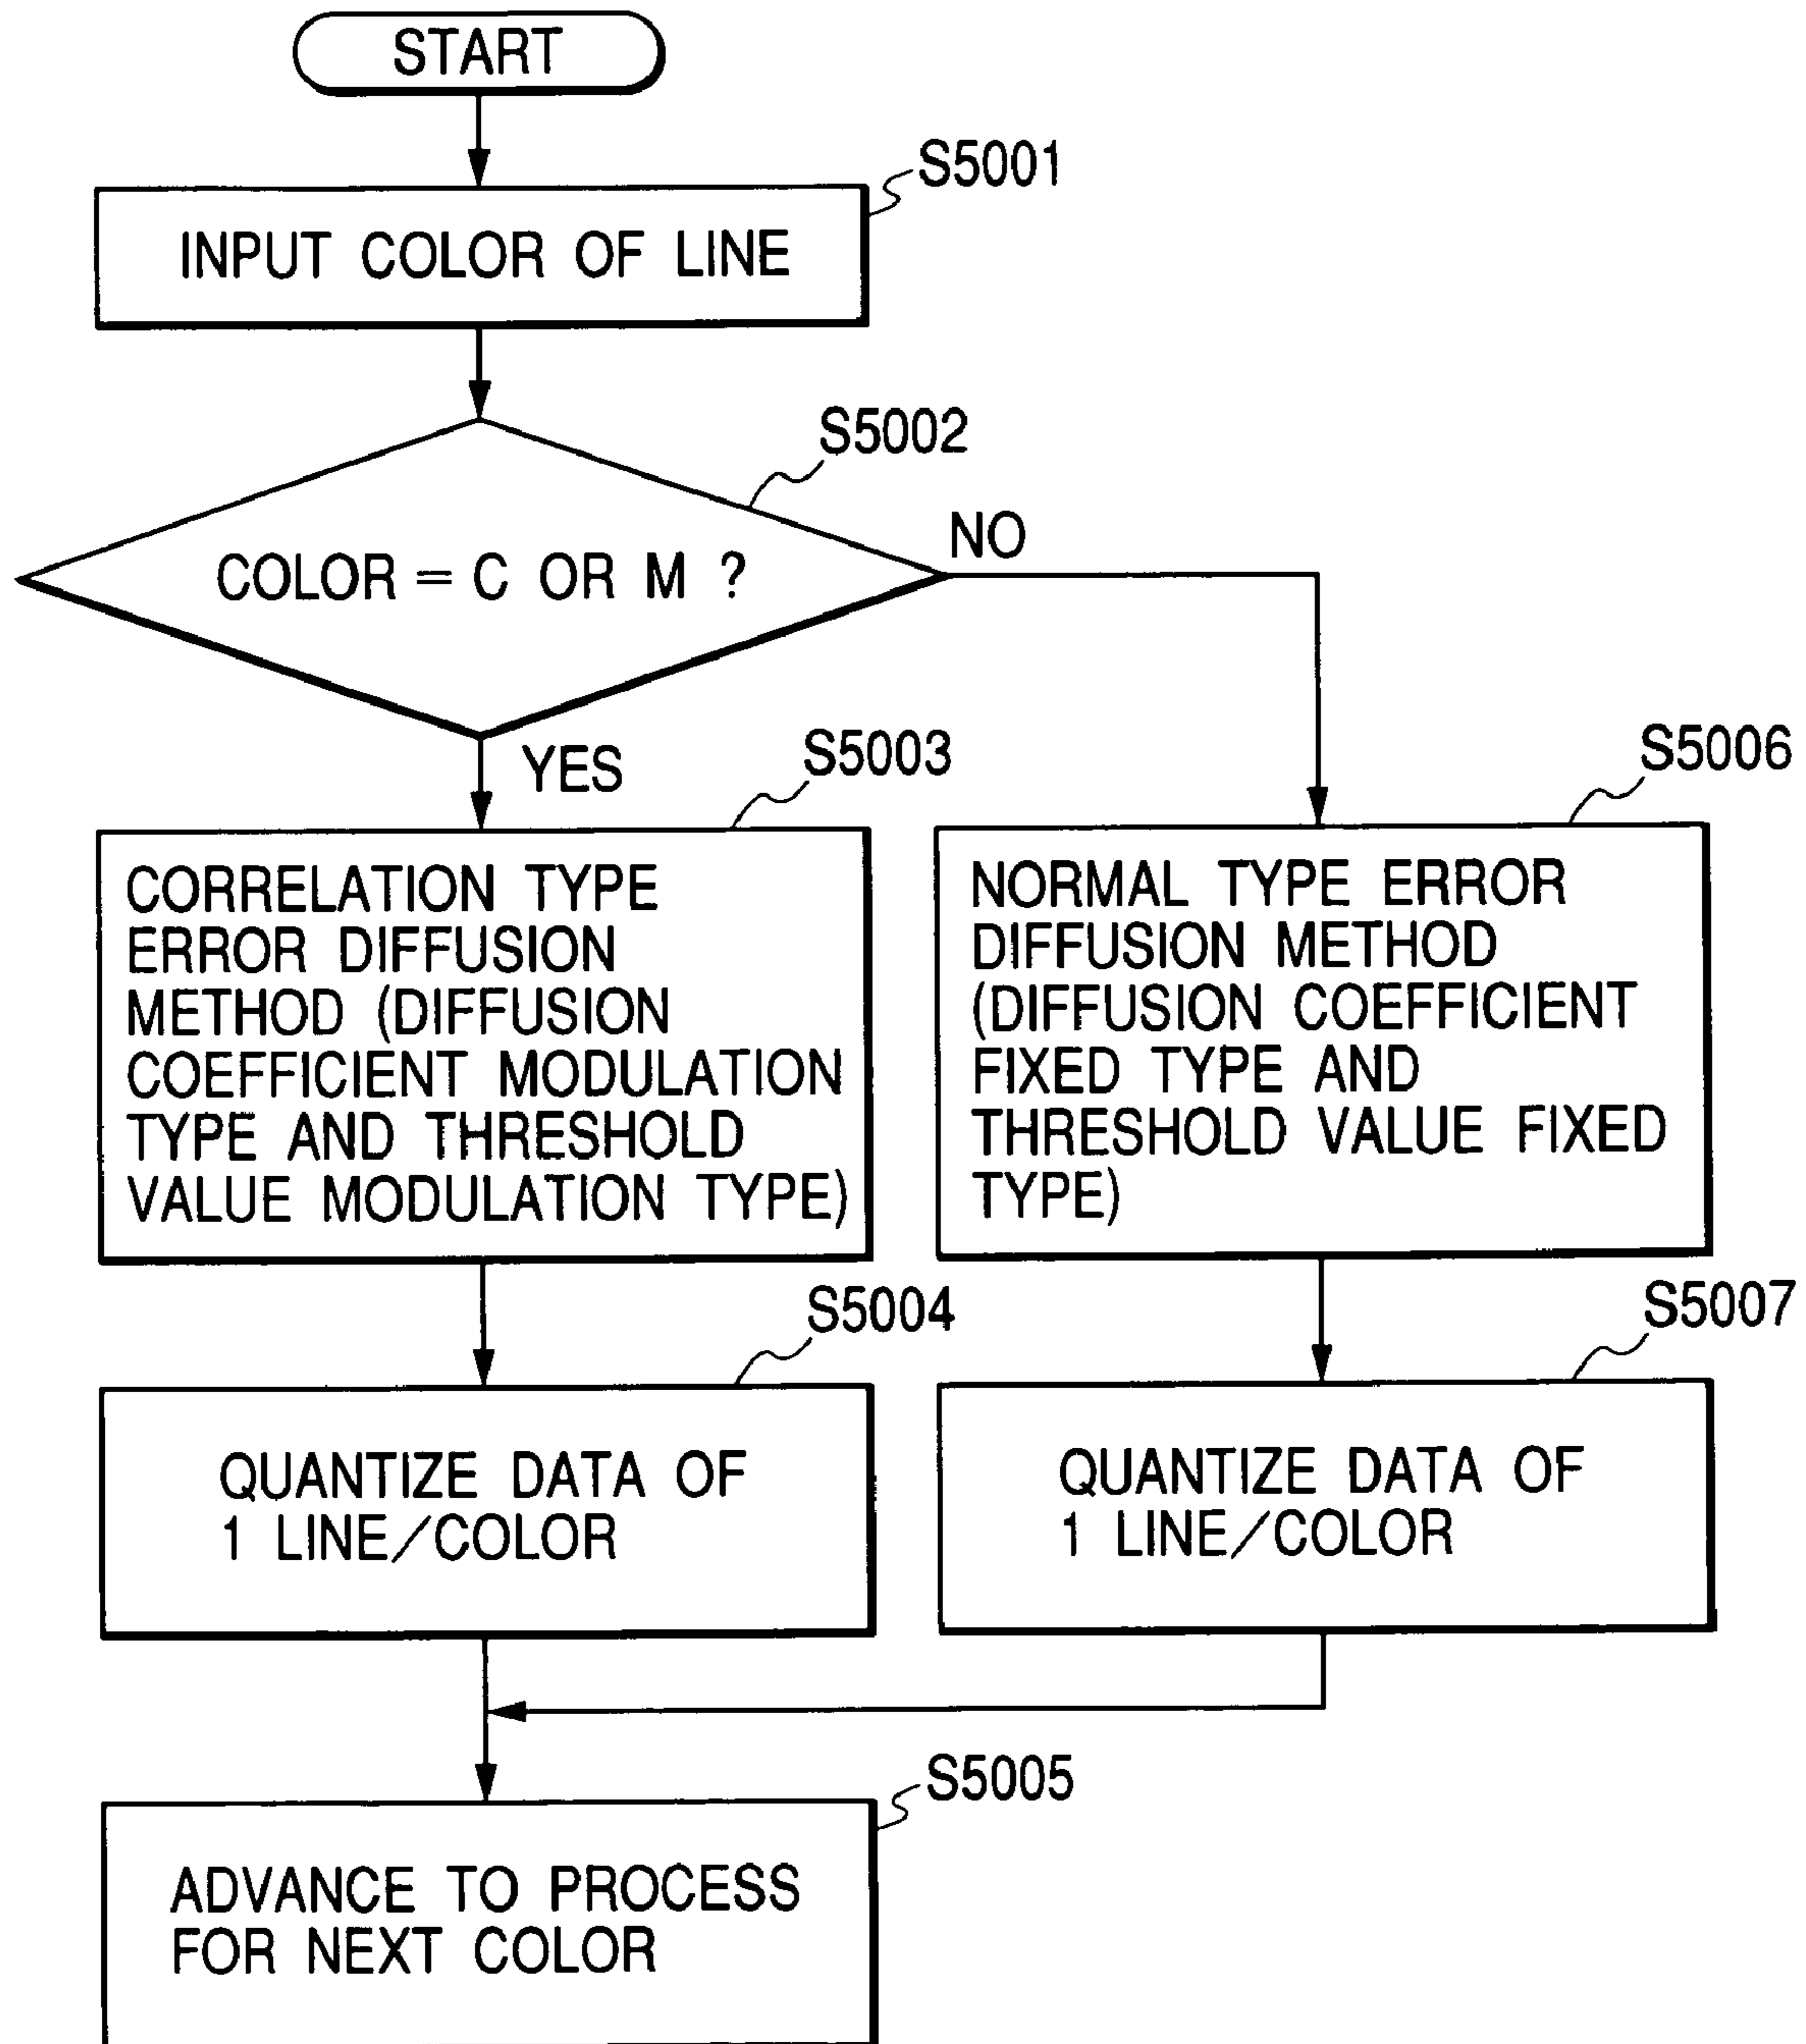 START
S5001
INPUT COLOR OF LINE
S5002
COLOR = C OR M ?
NO
YES
S5003
CORRELATION TYPE
ERROR DIFFUSION
METHOD (DIFFUSION
COEFFICIENT MODULATION
TYPE AND THRESHOLD
VALUE MODULATION TYPE)
S5006
NORMAL TYPE ERROR
DIFFUSION METHOD
(DIFFUSION COEFFICIENT
FIXED TYPE AND
THRESHOLD VALUE FIXED
TYPE)
S5004
QUANTIZE DATA OF
1 LINE/COLOR
S5007
QUANTIZE DATA OF
1 LINE/COLOR
S5005
ADVANCE TO PROCESS
FOR NEXT COLOR